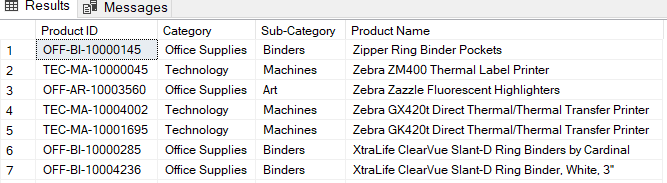 Results Messages
Product ID Category Sub-Category Product Name
1 OFF-BI-10000145 Office Supplies Binders Zipper Ring Binder Pockets
2 TEC-MA-10000045 Technology Machines Zebra ZM400 Thermal Label Printer
3 OFF-AR-10003560 Office Supplies Art Zebra Zazzle Fluorescent Highlighters
4 TEC-MA-10004002 Technology Machines Zebra GX420t Direct Thermal/Thermal Transfer Printer
5 TEC-MA-10001695 Technology Machines Zebra GK420t Direct Thermal/Thermal Transfer Printer
6 OFF-BI-10000285 Office Supplies Binders XtraLife ClearVue Slant-D Ring Binders by Cardinal
7 OFF-BI-10004236 Office Supplies Binders XtraLife ClearVue Slant-D Ring Binder, White, 3"